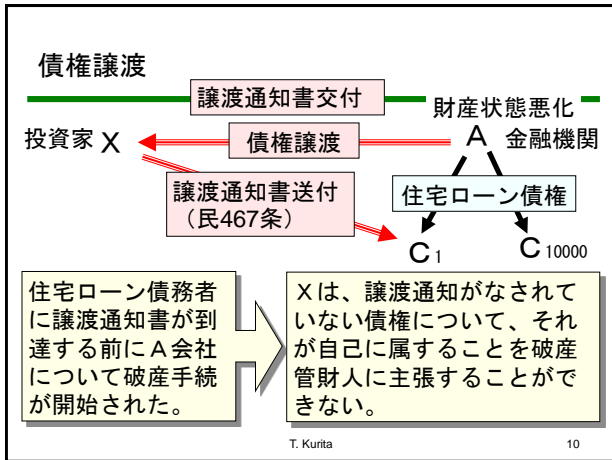 債権譲渡
譲渡通知書交付
財産状態悪化
投資家 X
債権譲渡
A 金融機関
譲渡通知書送付
（民467条）
住宅ローン債権
C1
C10000
住宅ローン債務者
に譲渡通知書が到
達する前にＡ会社
について破産手続
が開始された。
Ｘは、譲渡通知がなされて
いない債権について、それ
が自己に属することを破産
管財人に主張することがで
きない。
T. Kurita
10